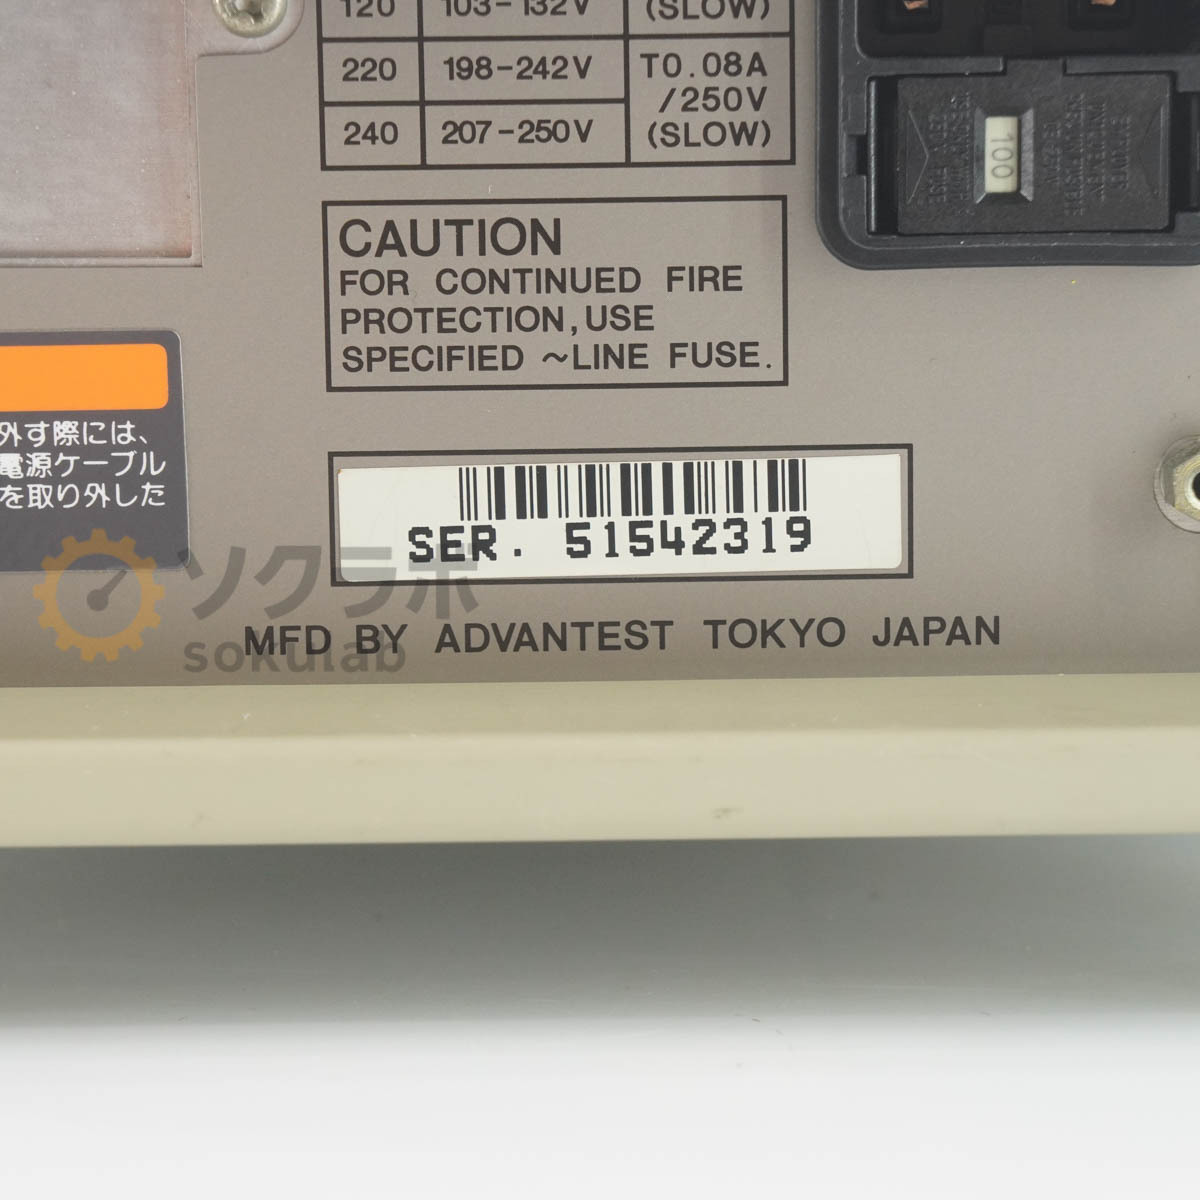 120 103-132V (SLOW)
220 198-242V T0.08A
/250V
240 207-250V (SLOW)
100
CAUTION
FOR CONTINUED FIRE
PROTECTION, USE
SPECIFIED ~LINE FUSE.
外す際には、
電源ケーブル
を取り外した
SER. 51542319
ソクラボ
sokulab
MFD BY ADVANTEST TOKYO JAPAN